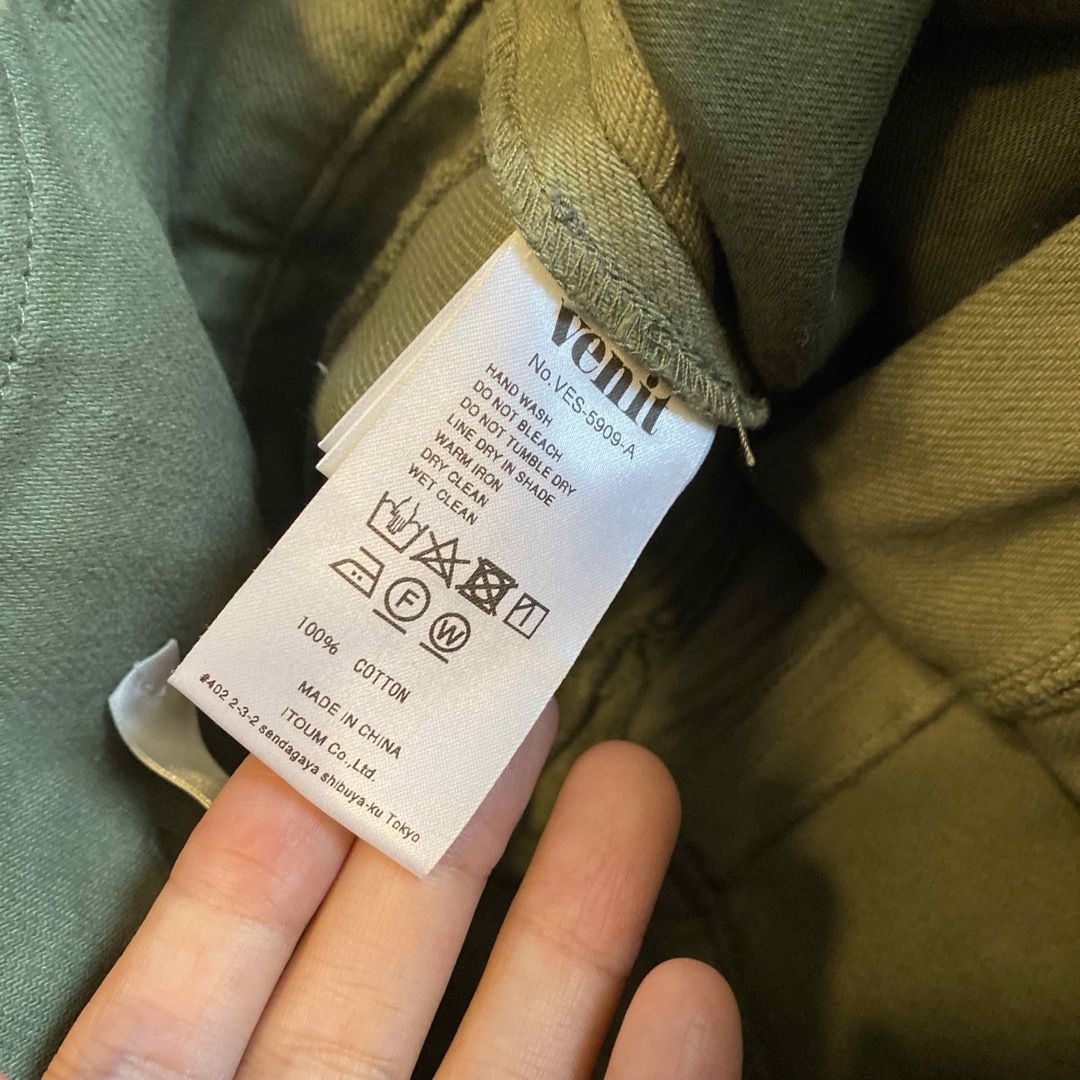 Venit
No.VES-5909-A
HAND WASH
DO NOT BLEACH
DO NOT TUMBLE DRY
LINE DRY IN SHADE
WARM IRON
DRY CLEAN
WET CLEAN
F W
100% COTTON
MADE IN CHINA
ITOUM Co.,Ltd.
#402 2-3-2 sendagaya shibuya-ku Tokyo